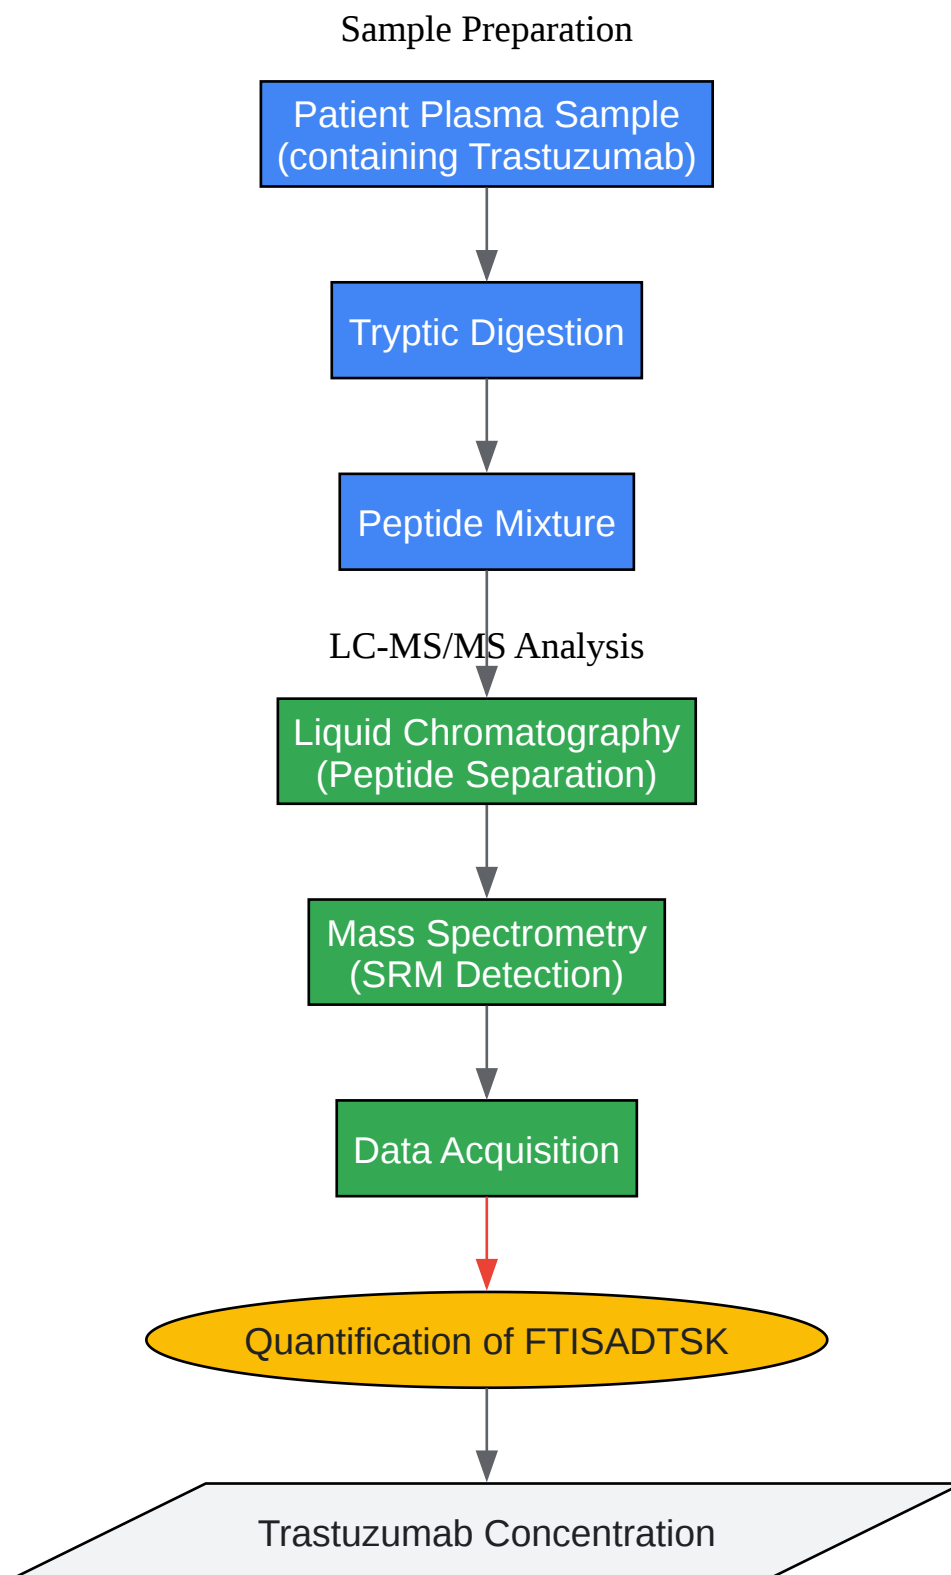 Sample Preparation
Patient Plasma Sample
(containing Trastuzumab)
Tryptic Digestion
Peptide Mixture
LC-MS/MS Analysis
Liquid Chromatography
(Peptide Separation)
Mass Spectrometry
(SRM Detection)
Data Acquisition
Quantification of FTISADTSK
Trastuzumab Concentration